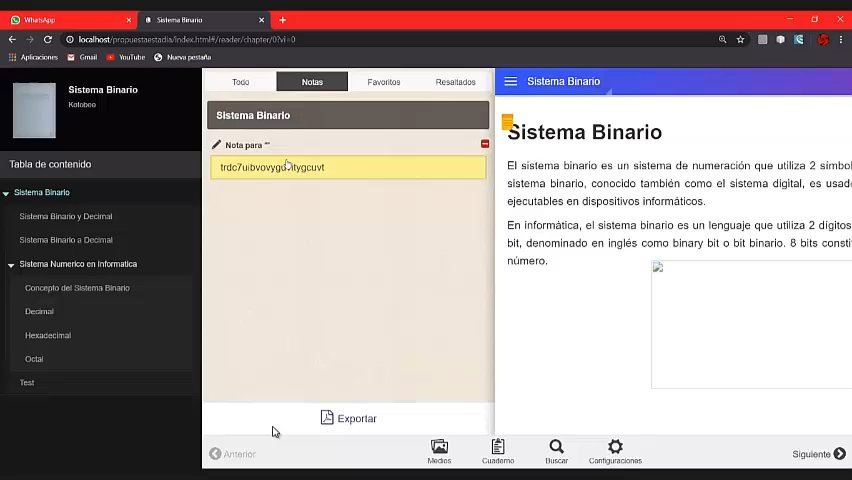 WhatsApp
Sistema Binario
localhost/propuestaestadia/index.html#/reader/chapter/0?vi=0
Aplicaciones
Gmail
YouTube
Nueva pestaña
Sistema Binario
Kotoboo
Tabla de contenido
Sistema Binario
Sistema Binario y Decimal
Sistema Binario a Decimal
Sistema Numerico en Informatica
Concepto del Sistema Binario
Decimal
Hexadecimal
Octal
Test
Todo
Notas
Favoritos
Resaltados
Sistema Binario
Nota para ""
Exportar
Sistema Binario
Sistema Binario
El sistema binario es un sistema de numeración que utiliza 2 símbol
sistema binario, conocido también como el sistema digital, es usado
ejecutables en dispositivos informáticos.
En informática, el sistema binario es un lenguaje que utiliza 2 dígitos
bit, denominado en inglés como binary bit o bit binario. 8 bits consti
número.
Anterior
Medios
Cuaderno
Buscar
Configuraciones
Siguiente